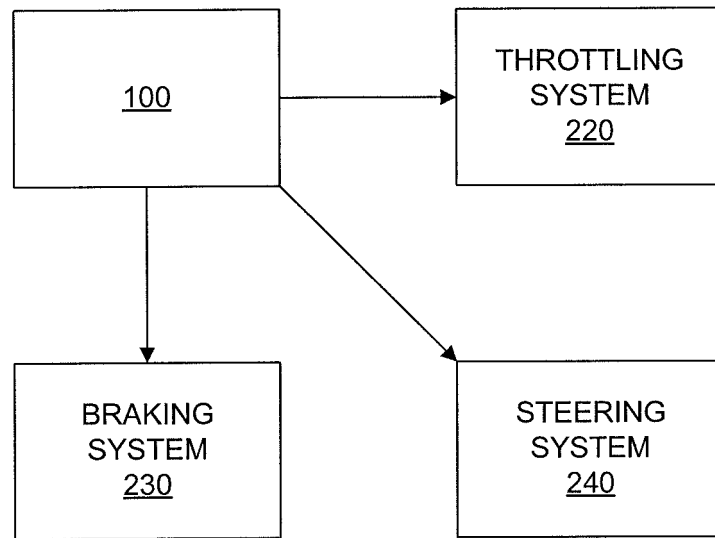 100
THROTTLING
SYSTEM
220
BRAKING
SYSTEM
230
STEERING
SYSTEM
240